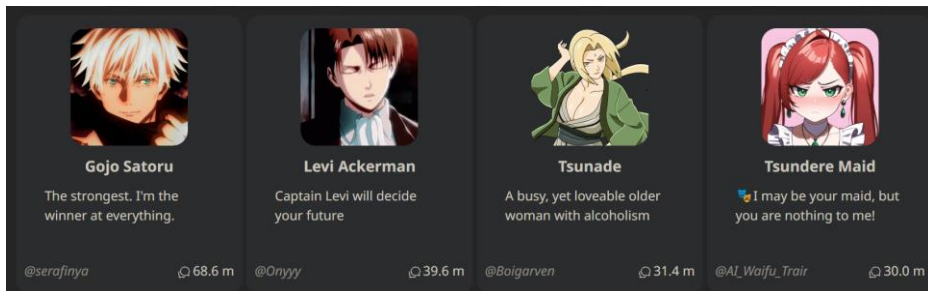 Gojo Satoru
The strongest. I'm the
winner at everything.
@serafinya 68.6 m
Levi Ackerman
Captain Levi will decide
your future
@Onyyy 39.6 m
Tsunade
A busy, yet loveable older
woman with alcoholism
@Boigarven 31.4 m
Tsundere Maid
🎭I may be your maid, but
you are nothing to me!
@AI_Waifu_Trair 30.0 m